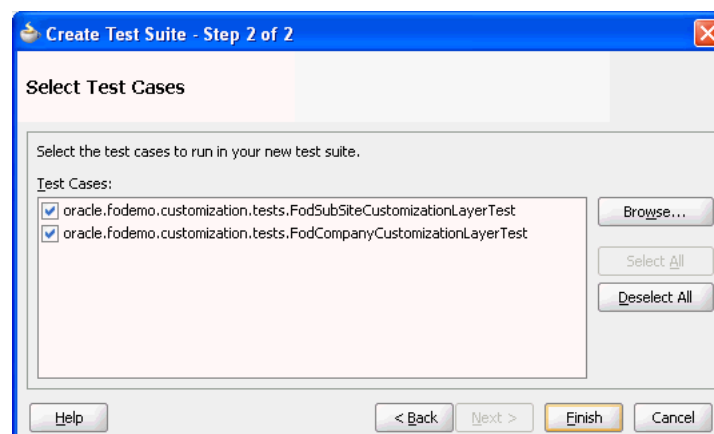 Create Test Suite - Step 2 of 2
Select Test Cases
Select the test cases to run in your new test suite.
Test Cases:
oracle.fodemo.customization.tests.FodSubSiteCustomizationLayerTest
oracle.fodemo.customization.tests.FodCompanyCustomizationLayerTest
Browse...
Select All
Deselect All
Help
< Back
Next >
Finish
Cancel